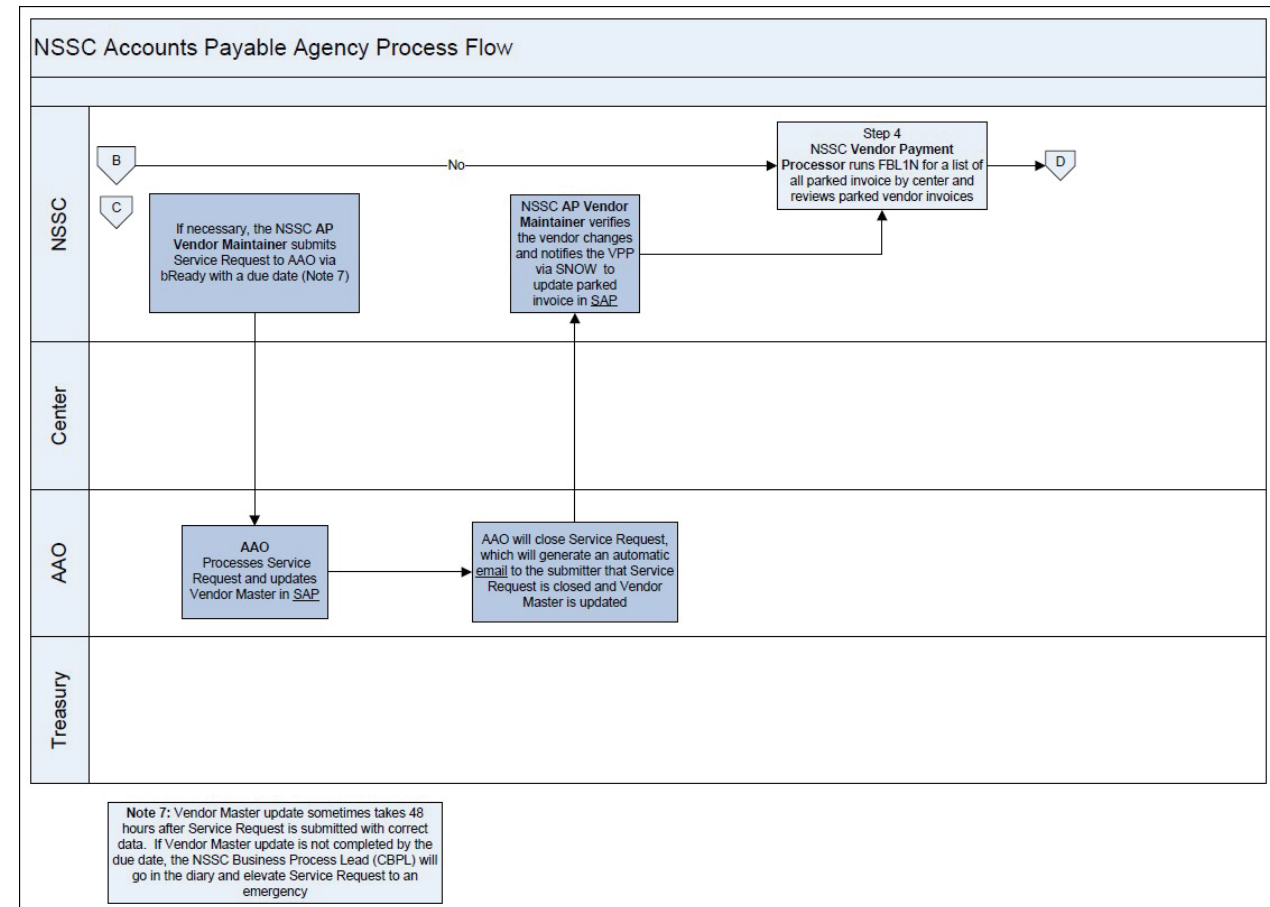 NSSC Accounts Payable Agency Process Flow
NSSC
B
No
Step 4
NSSC Vendor Payment
Processor runs FBL1N for a list of
all parked invoice by center and
reviews parked vendor invoices
D
C
If necessary, the NSSC AP
Vendor Maintainer submits
Service Request to AAO via
bReady with a due date (Note 7)
NSSC AP Vendor
Maintainer verifies
the vendor changes
and notifies the VPP
via SNOW to
update parked
invoice in SAP
Center
AAO
AAO
Processes Service
Request and updates
Vendor Master in SAP
AAO will close Service Request,
which will generate an automatic
email to the submitter that Service
Request is closed and Vendor
Master is updated
Treasury
Note 7: Vendor Master update sometimes takes 48
hours after Service Request is submitted with correct
data. If Vendor Master update is not completed by the
due date, the NSSC Business Process Lead (CBPL) will
go in the diary and elevate Service Request to an
emergency